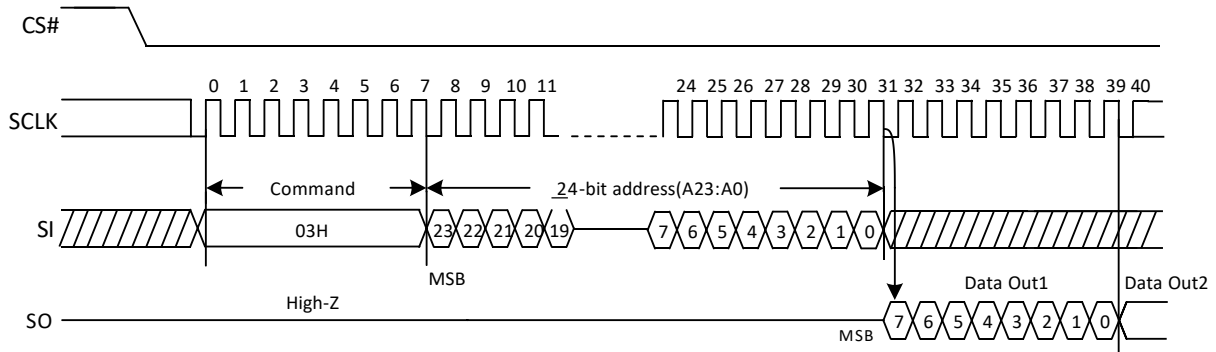 CS#
0 1 2 3 4 5 6 7 8 9 10 11 24 25 26 27 28 29 30 31 32 33 34 35 36 37 38 39 40
SCLK
Command 24-bit address(A23:A0)
SI 03H 23 22 21 20 19 7 6 5 4 3 2 1 0
MSB
High-Z Data Out1 Data Out2
SO MSB 7 6 5 4 3 2 1 0